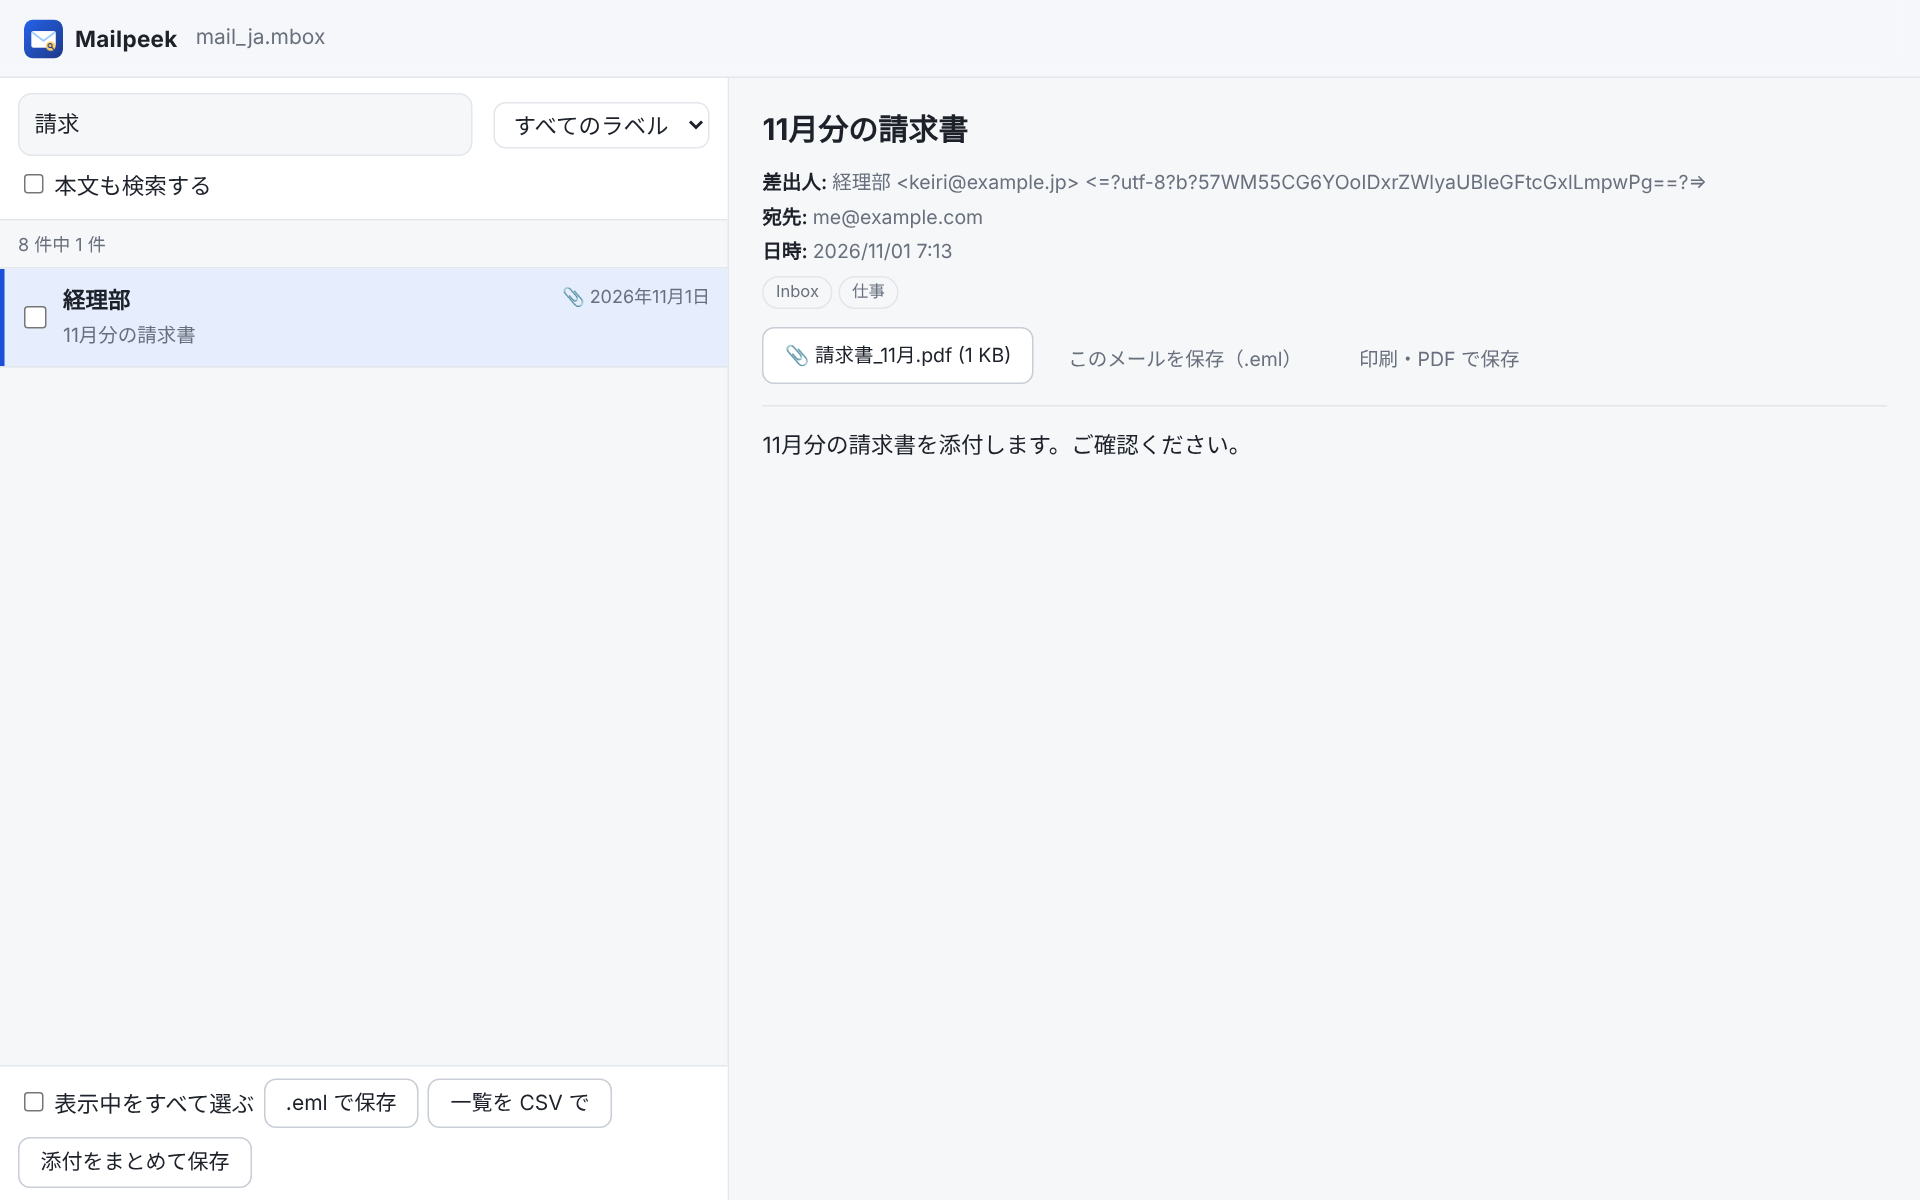 Mailpeek mail_ja.mbox
請求
すべてのラベル
本文も検索する
8 件中 1 件
経理部
2026年11月1日
11月分の請求書
表示中をすべて選ぶ
.eml で保存
一覧を CSV で
添付をまとめて保存
11月分の請求書
差出人: 経理部 <keiri@example.jp> <=?utf-8?b?57WM55CG6YOoIDxrZWlyaUBleGFtcGxlLmpwPg==?=>
宛先: me@example.com
日時: 2026/11/01 7:13
Inbox 仕事
請求書_11月.pdf (1 KB)
このメールを保存（.eml）
印刷・PDF で保存
11月分の請求書を添付します。ご確認ください。